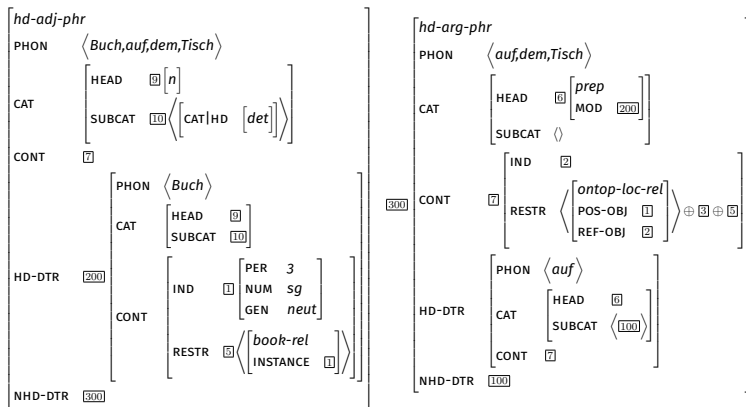 hd-adj-phr
PHON ⟨Buch,auf,dem,Tisch⟩
CAT
HEAD 9[n]
SUBCAT 10⟨[CAT|HD [det]]⟩
CONT 7
HD-DTR 200
PHON ⟨Buch⟩
CAT
HEAD 9
SUBCAT 10
CONT
IND 1
PER 3
NUM sg
GEN neut
RESTR 5
book-rel
INSTANCE 1
NHD-DTR 300
300
hd-arg-phr
PHON ⟨auf,dem,Tisch⟩
CAT
HEAD 6
prep
MOD 200
SUBCAT ⟨⟩
CONT 7
IND 2
RESTR
ontop-loc-rel
POS-OBJ 1
REF-OBJ 2
⊕ 3 ⊕ 5
HD-DTR
PHON ⟨auf⟩
CAT
HEAD 6
SUBCAT ⟨100⟩
CONT 7
NHD-DTR 100